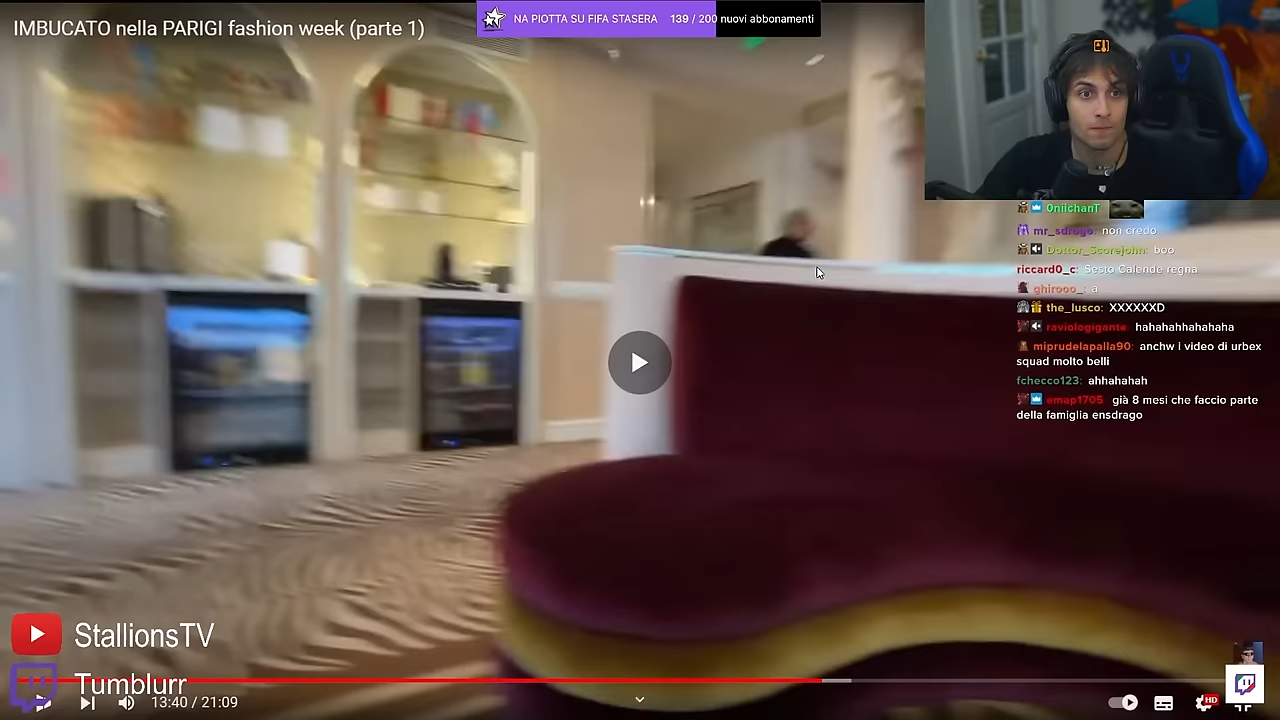 IMBUCATO nella PARIGI fashion week (parte 1)
NA PIOTTA SU FIFA STASERA 139 / 200 nuovi abbonamenti
0niichanT
mr_sdrogo: non credo
Dottor_Scorejohn: boo
riccard0_c: Sesto Calende regna
ghirooo_: a
the_lusco: XXXXXXD
raviologigante: hahahahhahahaha
miprudelapalla90: anchw i video di urbex
squad molto belli
fchecco123: ahhahahah
emap1705 già 8 mesi che faccio parte
della famiglia ensdrago
StallionsTV
Tumblurr
13:40 / 21:09
HD